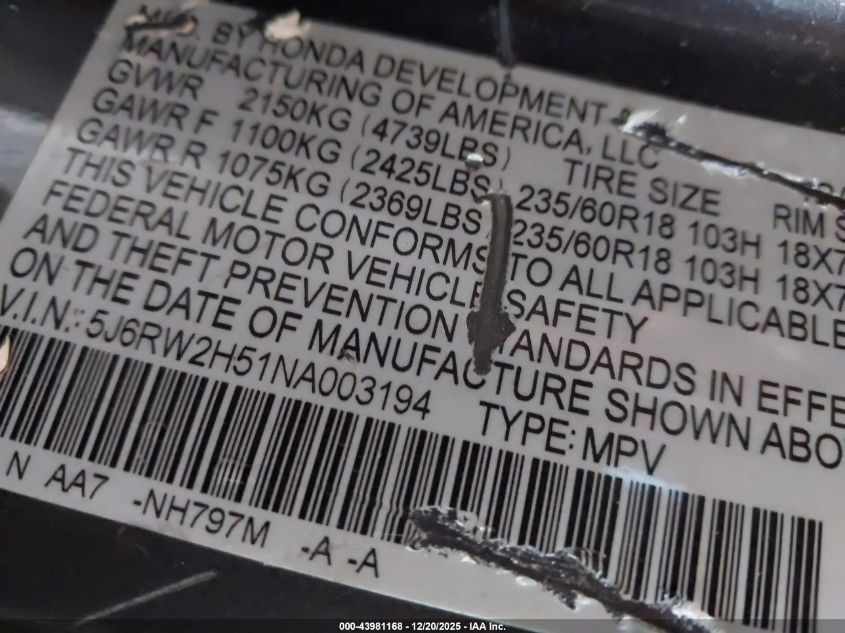 MFD. BY HONDA DEVELOPMENT &
MANUFACTURING OF AMERICA, LLC
GVWR 2150KG (4739LBS) TIRE SIZE RIM S
GAWR F 1100KG (2425LBS) 235/60R18 103H 18X7
GAWR R 1075KG (2369LBS) 235/60R18 103H 18X7
THIS VEHICLE CONFORMS TO ALL APPLICABLE
FEDERAL MOTOR VEHICLE SAFETY
AND THEFT PREVENTION STANDARDS IN EFFE
ON THE DATE OF MANUFACTURE SHOWN ABO
V.I.N.: 5J6RW2H51NA003194 TYPE: MPV
N AA7 -NH797M -A -A
000-43981168 - 12/20/2025 - IAA Inc.